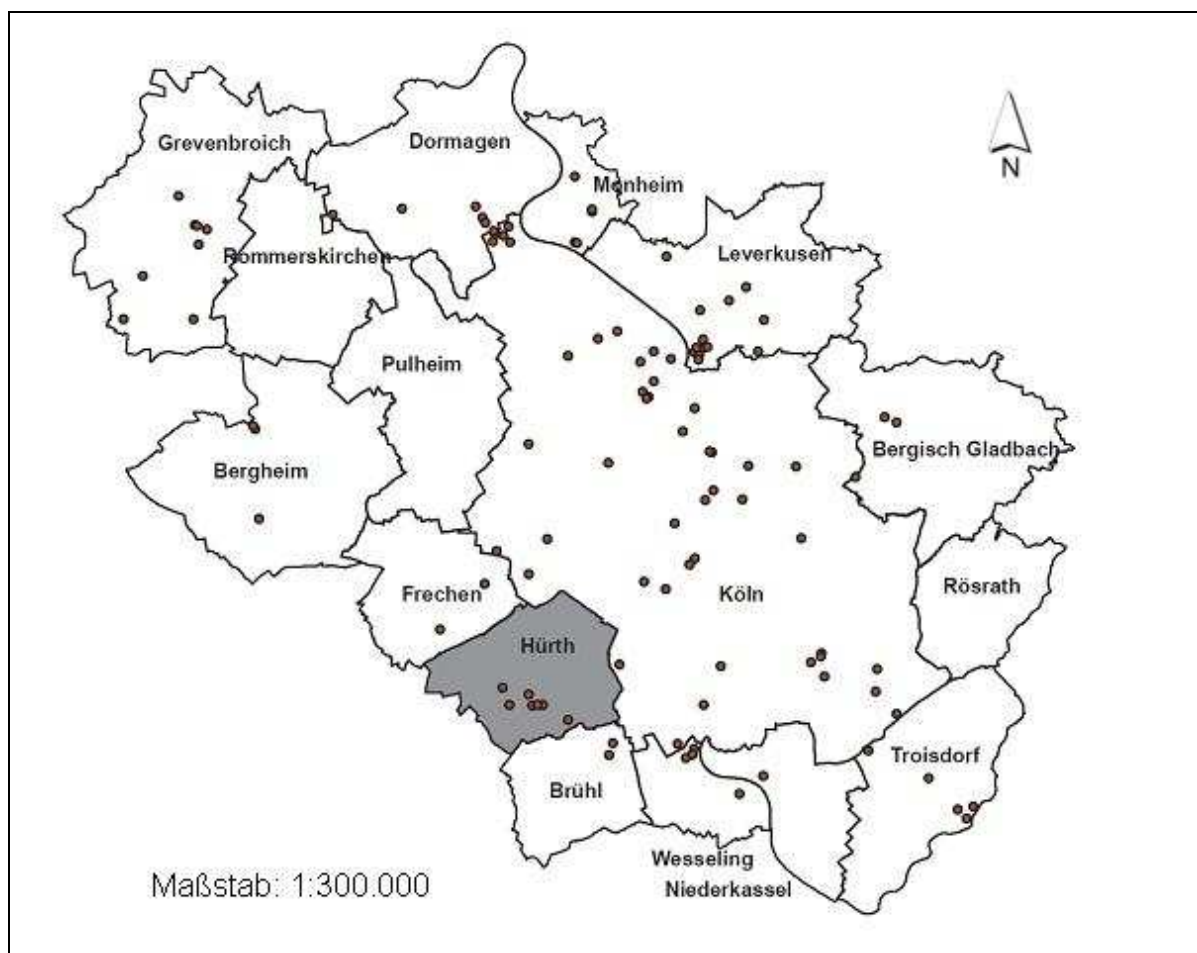 Grevenbroich
Dormagen
N
Monheim
Rommerskirchen
Leverkusen
Pulheim
Bergisch Gladbach
Bergheim
Frechen
Köln
Rösrath
Hürth
Troisdorf
Brühl
Wesseling
Niederkassel
Maßstab: 1:300.000